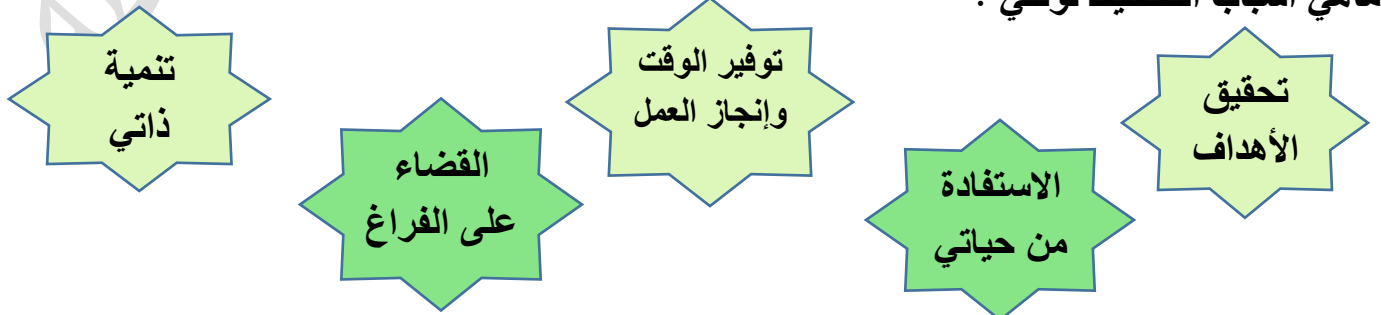 تحقيق
الأهداف
الاستفادة
من حياتي
توفير الوقت
وإنجاز العمل
القضاء
على الفراغ
تنمية
ذاتي